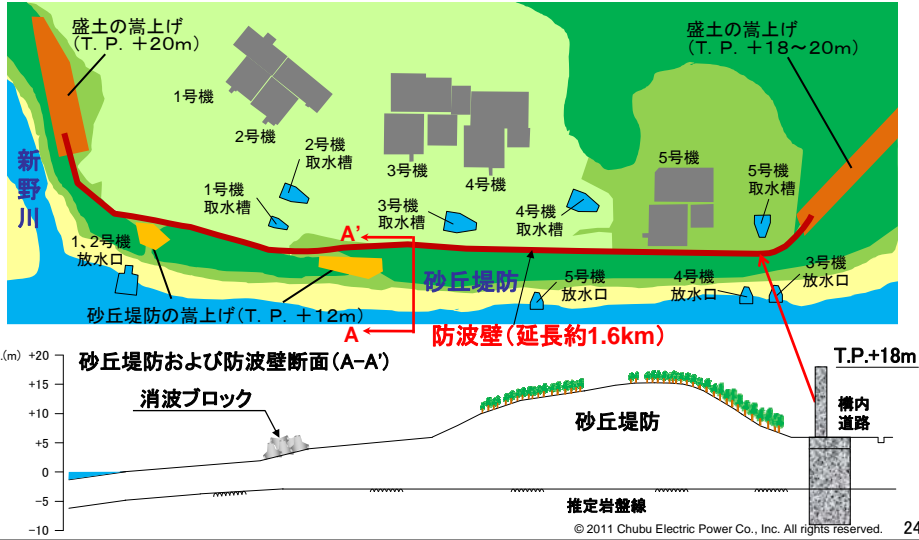 盛土の嵩上げ
(T. P. +20m)
盛土の嵩上げ
(T. P. +18～20m)
1号機
2号機
2号機
取水槽
1号機
取水槽
3号機
4号機
3号機
取水槽
4号機
取水槽
5号機
5号機
取水槽
新野川
1、2号機
放水口
A'
A
砂丘堤防
5号機
放水口
4号機
放水口
3号機
放水口
砂丘堤防の嵩上げ(T. P. +12m)
防波壁(延長約1.6km)
.(m)
+20
+15
+10
+5
0
-5
-10
砂丘堤防および防波壁断面(A-A')
消波ブロック
砂丘堤防
T.P.+18m
構内
道路
推定岩盤線
© 2011 Chubu Electric Power Co., Inc. All rights reserved.
24